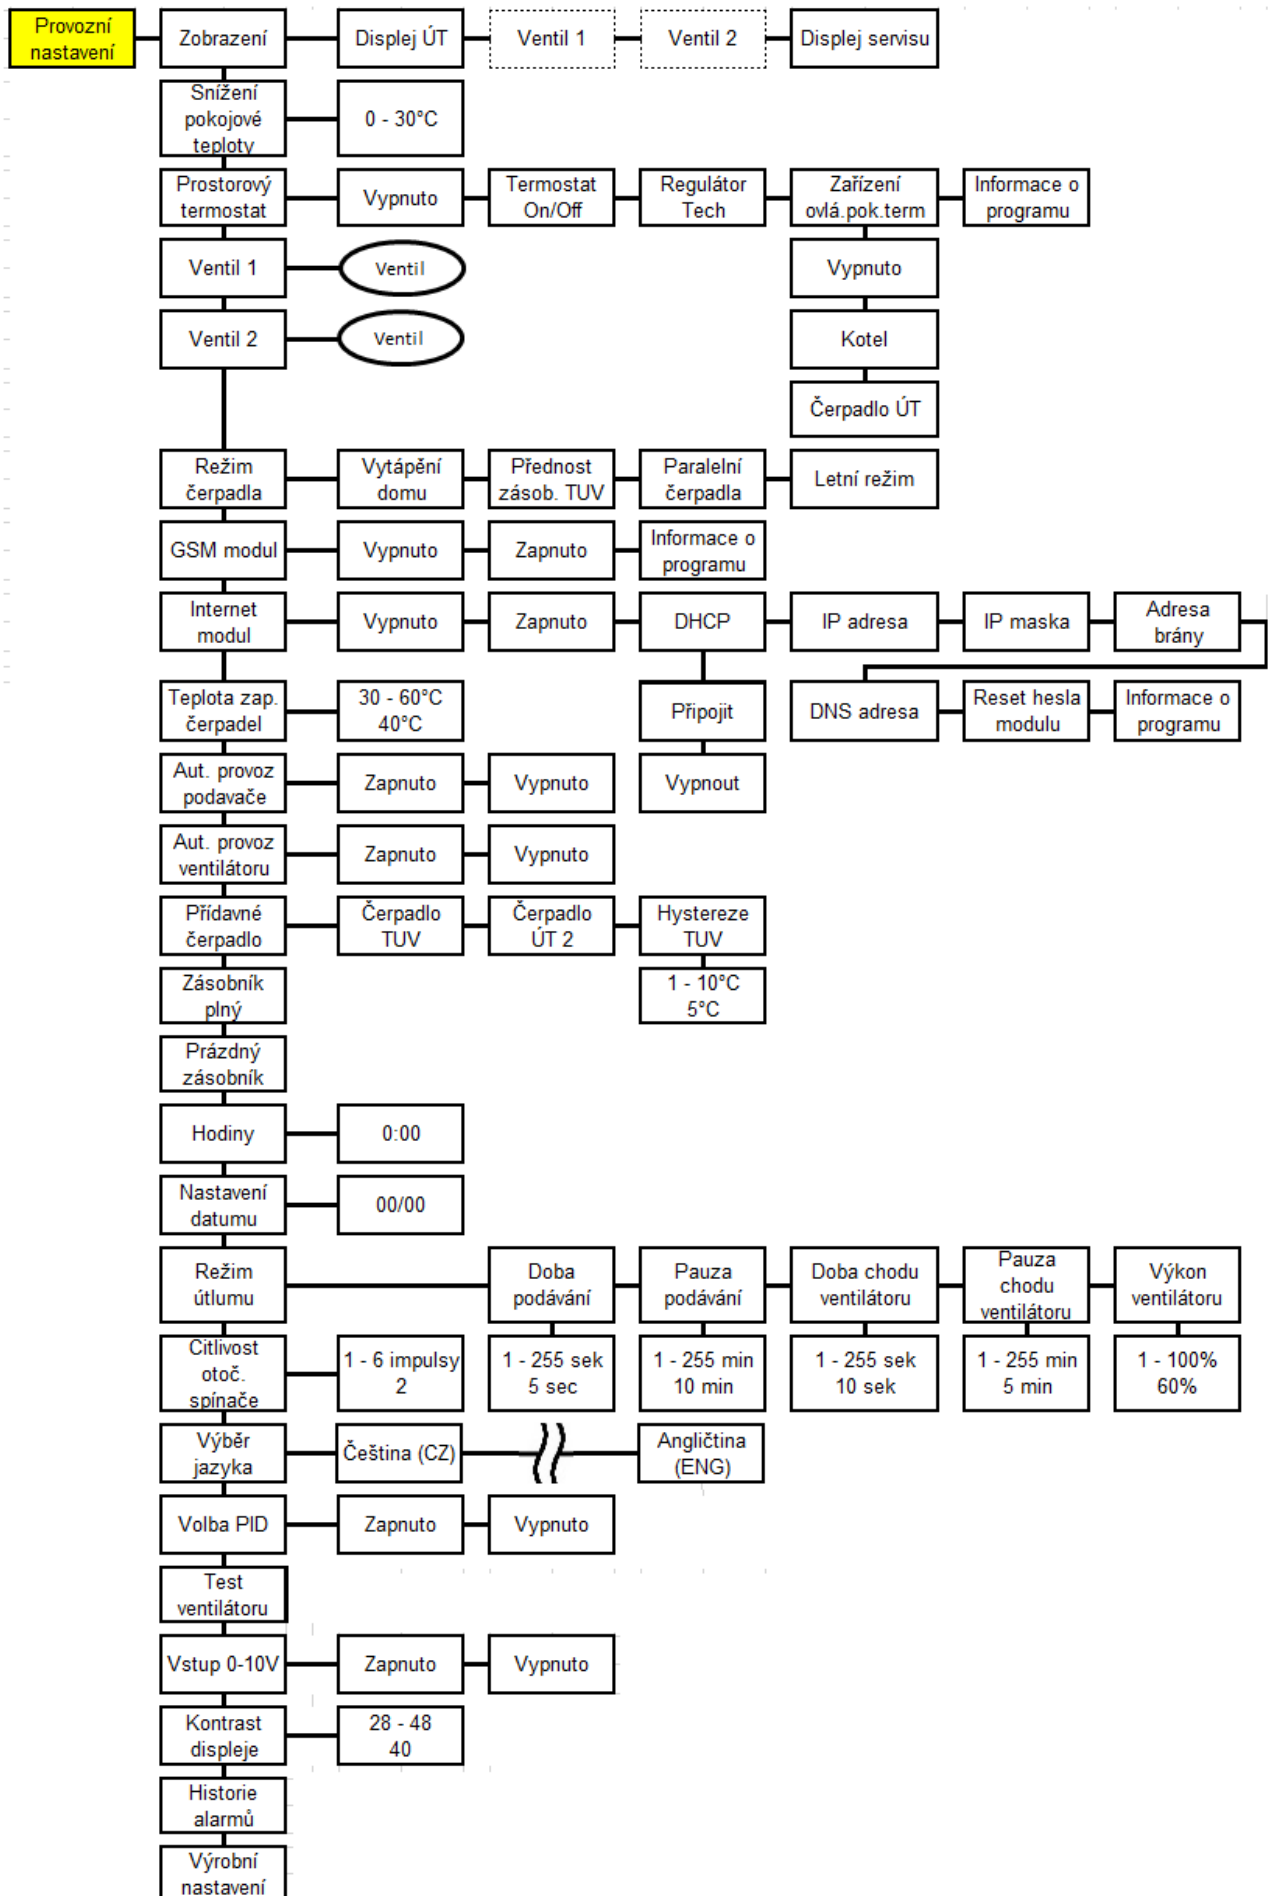 Provozní
nastavení
Zobrazení
Displej ÚT
Ventil 1
Ventil 2
Displej servisu
Snížení
pokojové
teploty
0 - 30°C
Prostorový
termostat
Vypnuto
Termostat
On/Off
Regulátor
Tech
Zařízení
ovlá.pok.term
Informace o
programu
Ventil 1
Ventil
Vypnuto
Ventil 2
Ventil
Kotel
Čerpadlo ÚT
Režim
čerpadla
Vytápění
domu
Přednost
zásob. TUV
Paralelní
čerpadla
Letní režim
GSM modul
Vypnuto
Zapnuto
Informace o
programu
Internet
modul
Vypnuto
Zapnuto
DHCP
IP adresa
IP maska
Adresa
brány
Teplota zap.
čerpadel
30 - 60°C
40°C
Připojit
DNS adresa
Reset hesla
modulu
Informace o
programu
Aut. provoz
podavače
Zapnuto
Vypnuto
Vypnout
Aut. provoz
ventilátoru
Zapnuto
Vypnuto
Přídavné
čerpadlo
Čerpadlo
TUV
Čerpadlo
ÚT 2
Hystereze
TUV
Zásobník
plný
1 - 10°C
5°C
Prázdný
zásobník
Hodiny
0:00
Nastavení
datumu
00/00
Režim
útlumu
Doba
podávání
Pauza
podávání
Doba chodu
ventilátoru
Pauza
chodu
ventilátoru
Výkon
ventilátoru
Citlivost
otoč.
spínače
1 - 6 impulsy
2
1 - 255 sek
5 sec
1 - 255 min
10 min
1 - 255 sek
10 sek
1 - 255 min
5 min
1 - 100%
60%
Výběr
jazyka
Čeština (CZ)
Angličtina
(ENG)
Volba PID
Zapnuto
Vypnuto
Test
ventilátoru
Vstup 0-10V
Zapnuto
Vypnuto
Kontrast
displeje
28 - 48
40
Historie
alarmů
Výrobní
nastavení